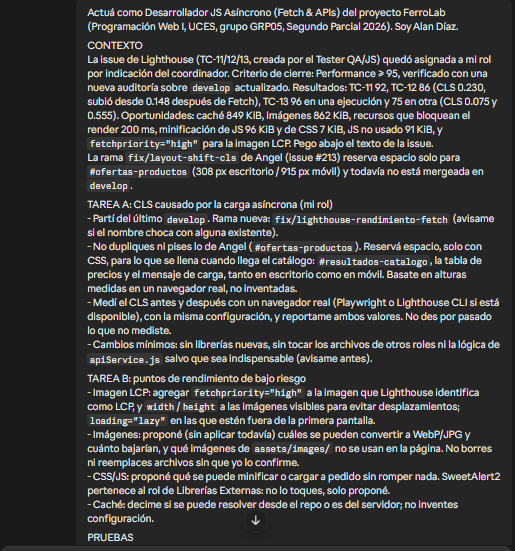 Actuá como Desarrollador JS Asíncrono (Fetch & APIs) del proyecto FerroLab
(Programación Web I, UCES, grupo GRP05, Segundo Parcial 2026). Soy Alan Díaz.
CONTEXTO
La issue de Lighthouse (TC-11/12/13, creada por el Tester QA/JS) quedó asignada a mi rol
por indicación del coordinador. Criterio de cierre: Performance ≥ 95, verificado con una
nueva auditoría sobre develop actualizado. Resultados: TC-11 92, TC-12 86 (CLS 0.230,
subió desde 0.148 después de Fetch), TC-13 96 en una ejecución y 75 en otra (CLS 0.075 y
0.555). Oportunidades: caché 849 KiB, imágenes 862 KiB, recursos que bloquean el
render 200 ms, minificación de JS 96 KiB y de CSS 7 KiB, JS no usado 91 KiB, y
fetchpriority="high" para la imagen LCP. Pego abajo el texto de la issue.
La rama fix/layout-shift-cls de Angel (issue #213) reserva espacio solo para
#ofertas-productos (308 px escritorio / 915 px móvil) y todavía no está mergeada en
develop.
TAREA A: CLS causado por la carga asíncrona (mi rol)
- Partí del último develop. Rama nueva: fix/lighthouse-rendimiento-fetch (avisame
si el nombre choca con alguna existente).
- No dupliques ni pises lo de Angel (#ofertas-productos). Reservá espacio, solo con
CSS, para lo que se llena cuando llega el catálogo: #resultados-catalogo, la tabla de
precios y el mensaje de carga, tanto en escritorio como en móvil. Basate en alturas
medidas en un navegador real, no inventadas.
- Medí el CLS antes y después con un navegador real (Playwright o Lighthouse CLI si está
disponible), con la misma configuración, y reportame ambos valores. No des por pasado
lo que no mediste.
- Cambios mínimos: sin librerías nuevas, sin tocar los archivos de otros roles ni la lógica de
apiService.js salvo que sea indispensable (avisame antes).
TAREA B: puntos de rendimiento de bajo riesgo
- Imagen LCP: agregar fetchpriority="high" a la imagen que Lighthouse identifica
como LCP, y width/height a las imágenes visibles para evitar desplazamientos;
loading="lazy" en las que estén fuera de la primera pantalla.
- Imágenes: proponé (sin aplicar todavía) cuáles se pueden convertir a WebP/JPG y
cuánto bajarían, y qué imágenes de assets/images/ no se usan en la página. No borres
ni reemplaces archivos sin que yo lo confirme.
- CSS/JS: proponé qué se puede minificar o cargar a pedido sin romper nada. SweetAlert2
pertenece al rol de Librerías Externas: no lo toques, solo proponé.
- Caché: decime si se puede resolver desde el repo o es del servidor; no inventes
configuración.
PRUEBAS